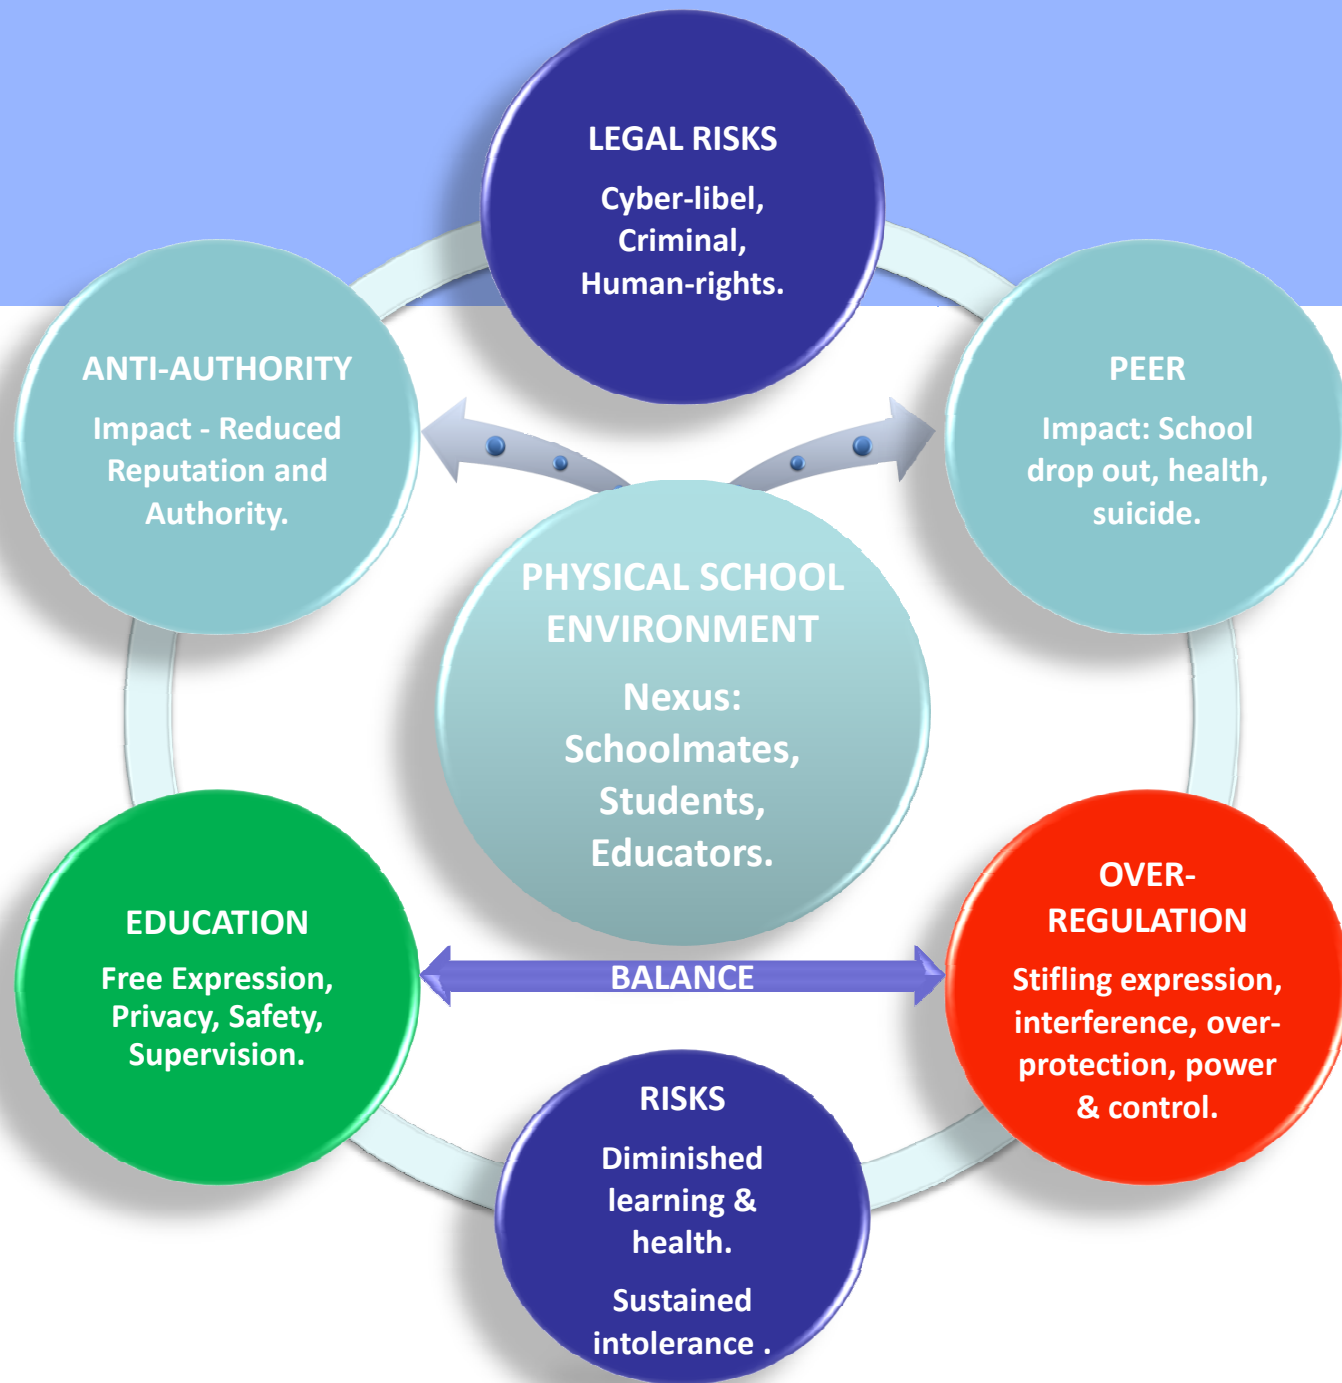 LEGAL RISKS
Cyber-libel,
Criminal,
Human-rights.
ANTI-AUTHORITY
Impact - Reduced
Reputation and
Authority.
PEER
Impact: School
drop out, health,
suicide.
PHYSICAL SCHOOL
ENVIRONMENT
Nexus:
Schoolmates,
Students,
Educators.
EDUCATION
Free Expression,
Privacy, Safety,
Supervision.
BALANCE
OVER-
REGULATION
Stifling expression,
interference, over-
protection, power
& control.
RISKS
Diminished
learning &
health.
Sustained
intolerance .